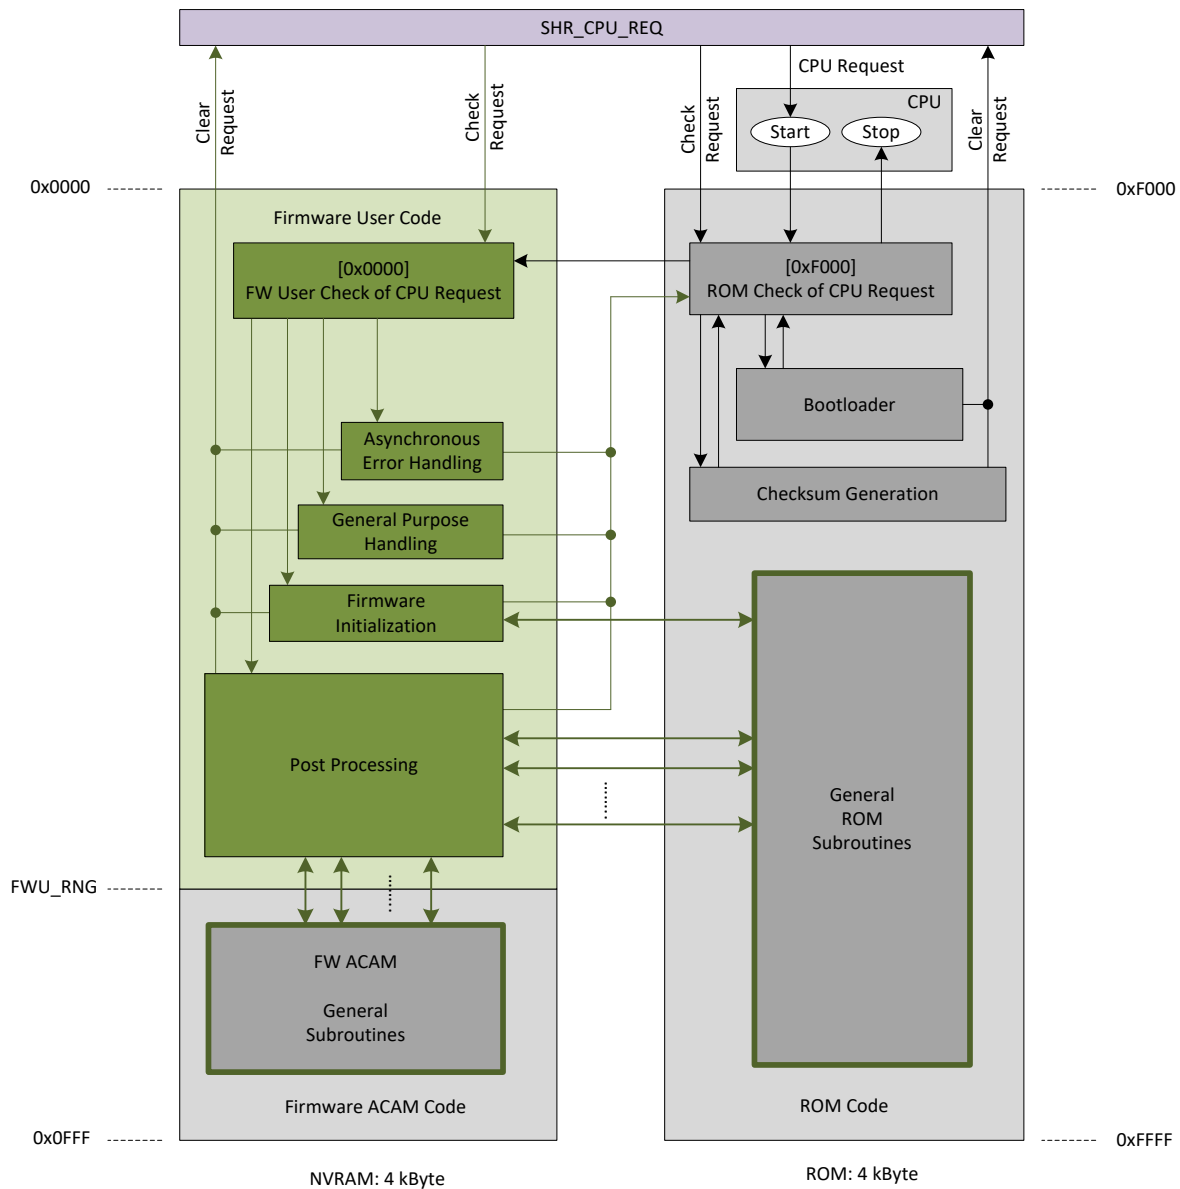 SHR_CPU_REQ
Clear
Request
Check
Request
Check
Request
CPU Request
CPU
Start
Stop
Clear
Request
0x0000
0xF000
Firmware User Code
[0x0000]
FW User Check of CPU Request
[0xF000]
ROM Check of CPU Request
Bootloader
Asynchronous
Error Handling
Checksum Generation
General Purpose
Handling
Firmware
Initialization
Post Processing
General
ROM
Subroutines
FWU_RNG
FW ACAM
General
Subroutines
Firmware ACAM Code
ROM Code
0x0FFF
0xFFFF
NVRAM: 4 kByte
ROM: 4 kByte